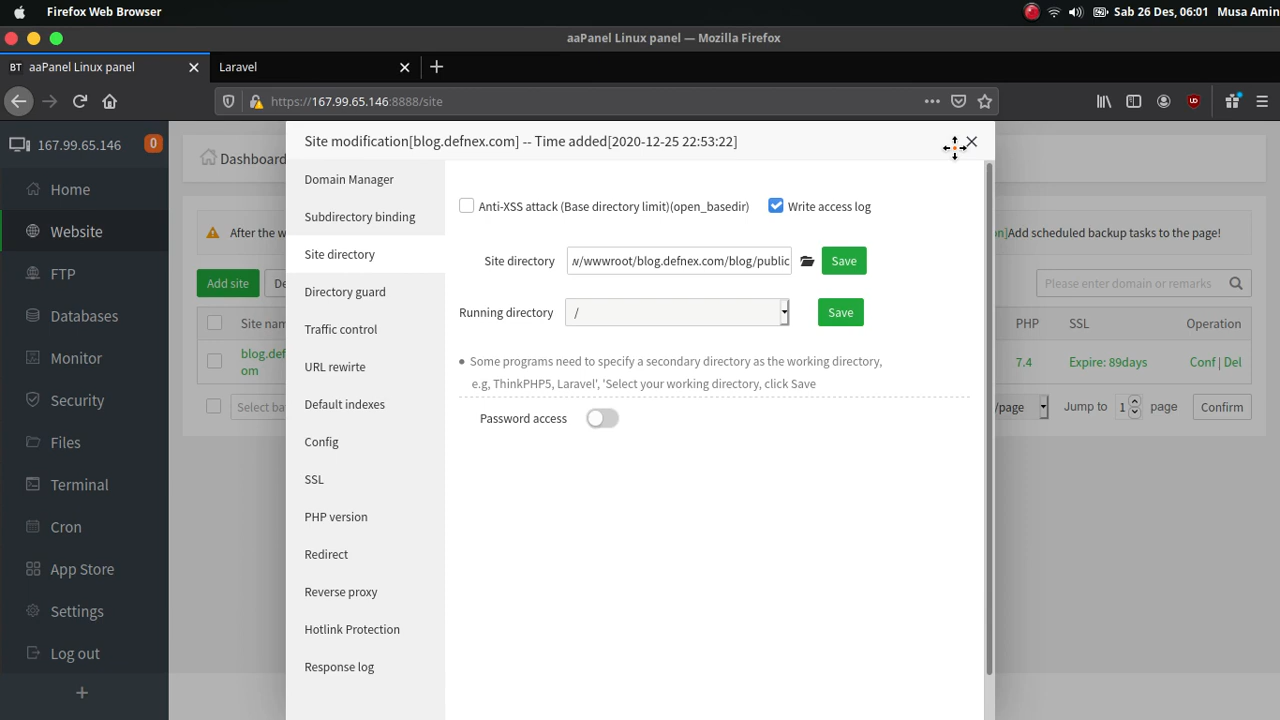 Firefox Web Browser
Sab 26 Des, 06:01 Musa Amin
aaPanel Linux panel — Mozilla Firefox
BT aaPanel Linux panel
Laravel
https://167.99.65.146:8888/site
167.99.65.146 0
Home
Website
FTP
Databases
Monitor
Security
Files
Terminal
Cron
App Store
Settings
Log out
Dashboard
After the w
n]Add scheduled backup tasks to the page!
Add site
De
Please enter domain or remarks
Site name
PHP SSL Operation
blog.def
om
7.4 Expire: 89days Conf | Del
Select ba
/page Jump to 1 page Confirm
Site modification[blog.defnex.com] -- Time added[2020-12-25 22:53:22]
Domain Manager
Subdirectory binding
Site directory
Directory guard
Traffic control
URL rewirte
Default indexes
Config
SSL
PHP version
Redirect
Reverse proxy
Hotlink Protection
Response log
Anti-XSS attack (Base directory limit)(open_basedir) Write access log
Site directory /wwwroot/blog.defnex.com/blog/public Save
Running directory / Save
Some programs need to specify a secondary directory as the working directory,
e.g, ThinkPHP5, Laravel', 'Select your working directory, click Save
Password access